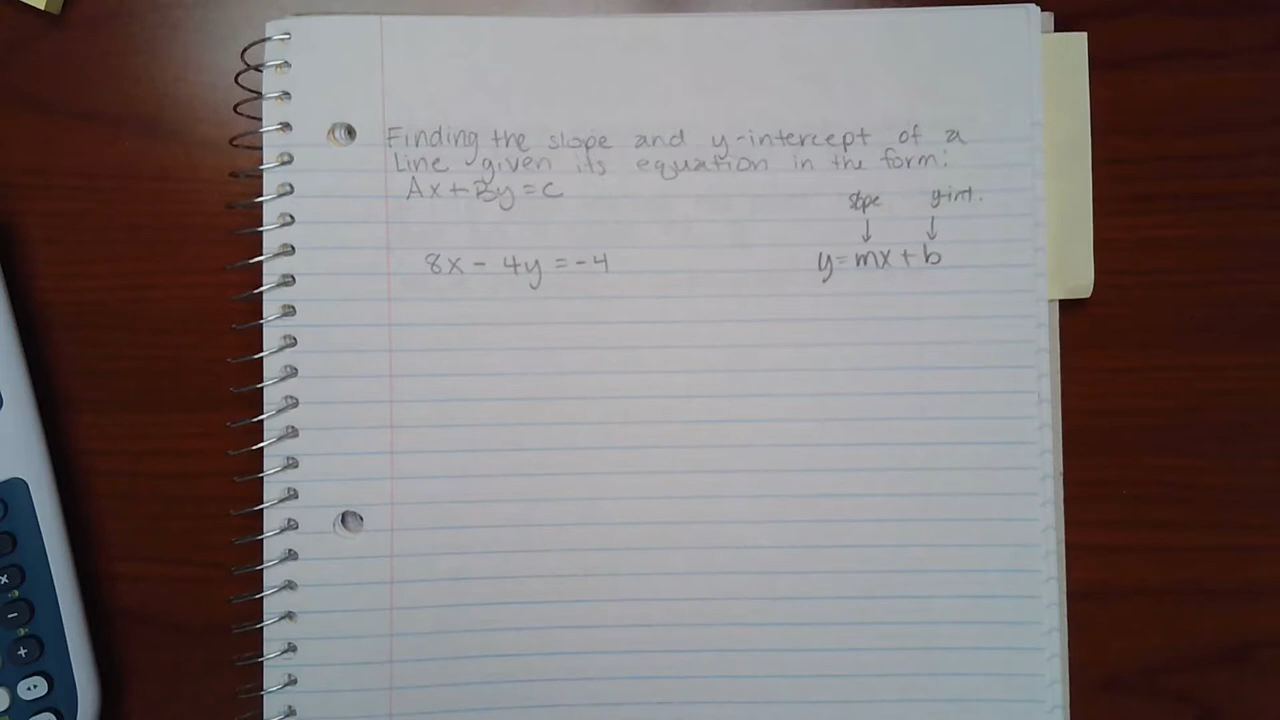 Finding the slope and y-intercept of a
Line given its equation in the form:
Ax+By=C
slope y-int.
↓ ↓
8x - 4y = -4 y=mx+b